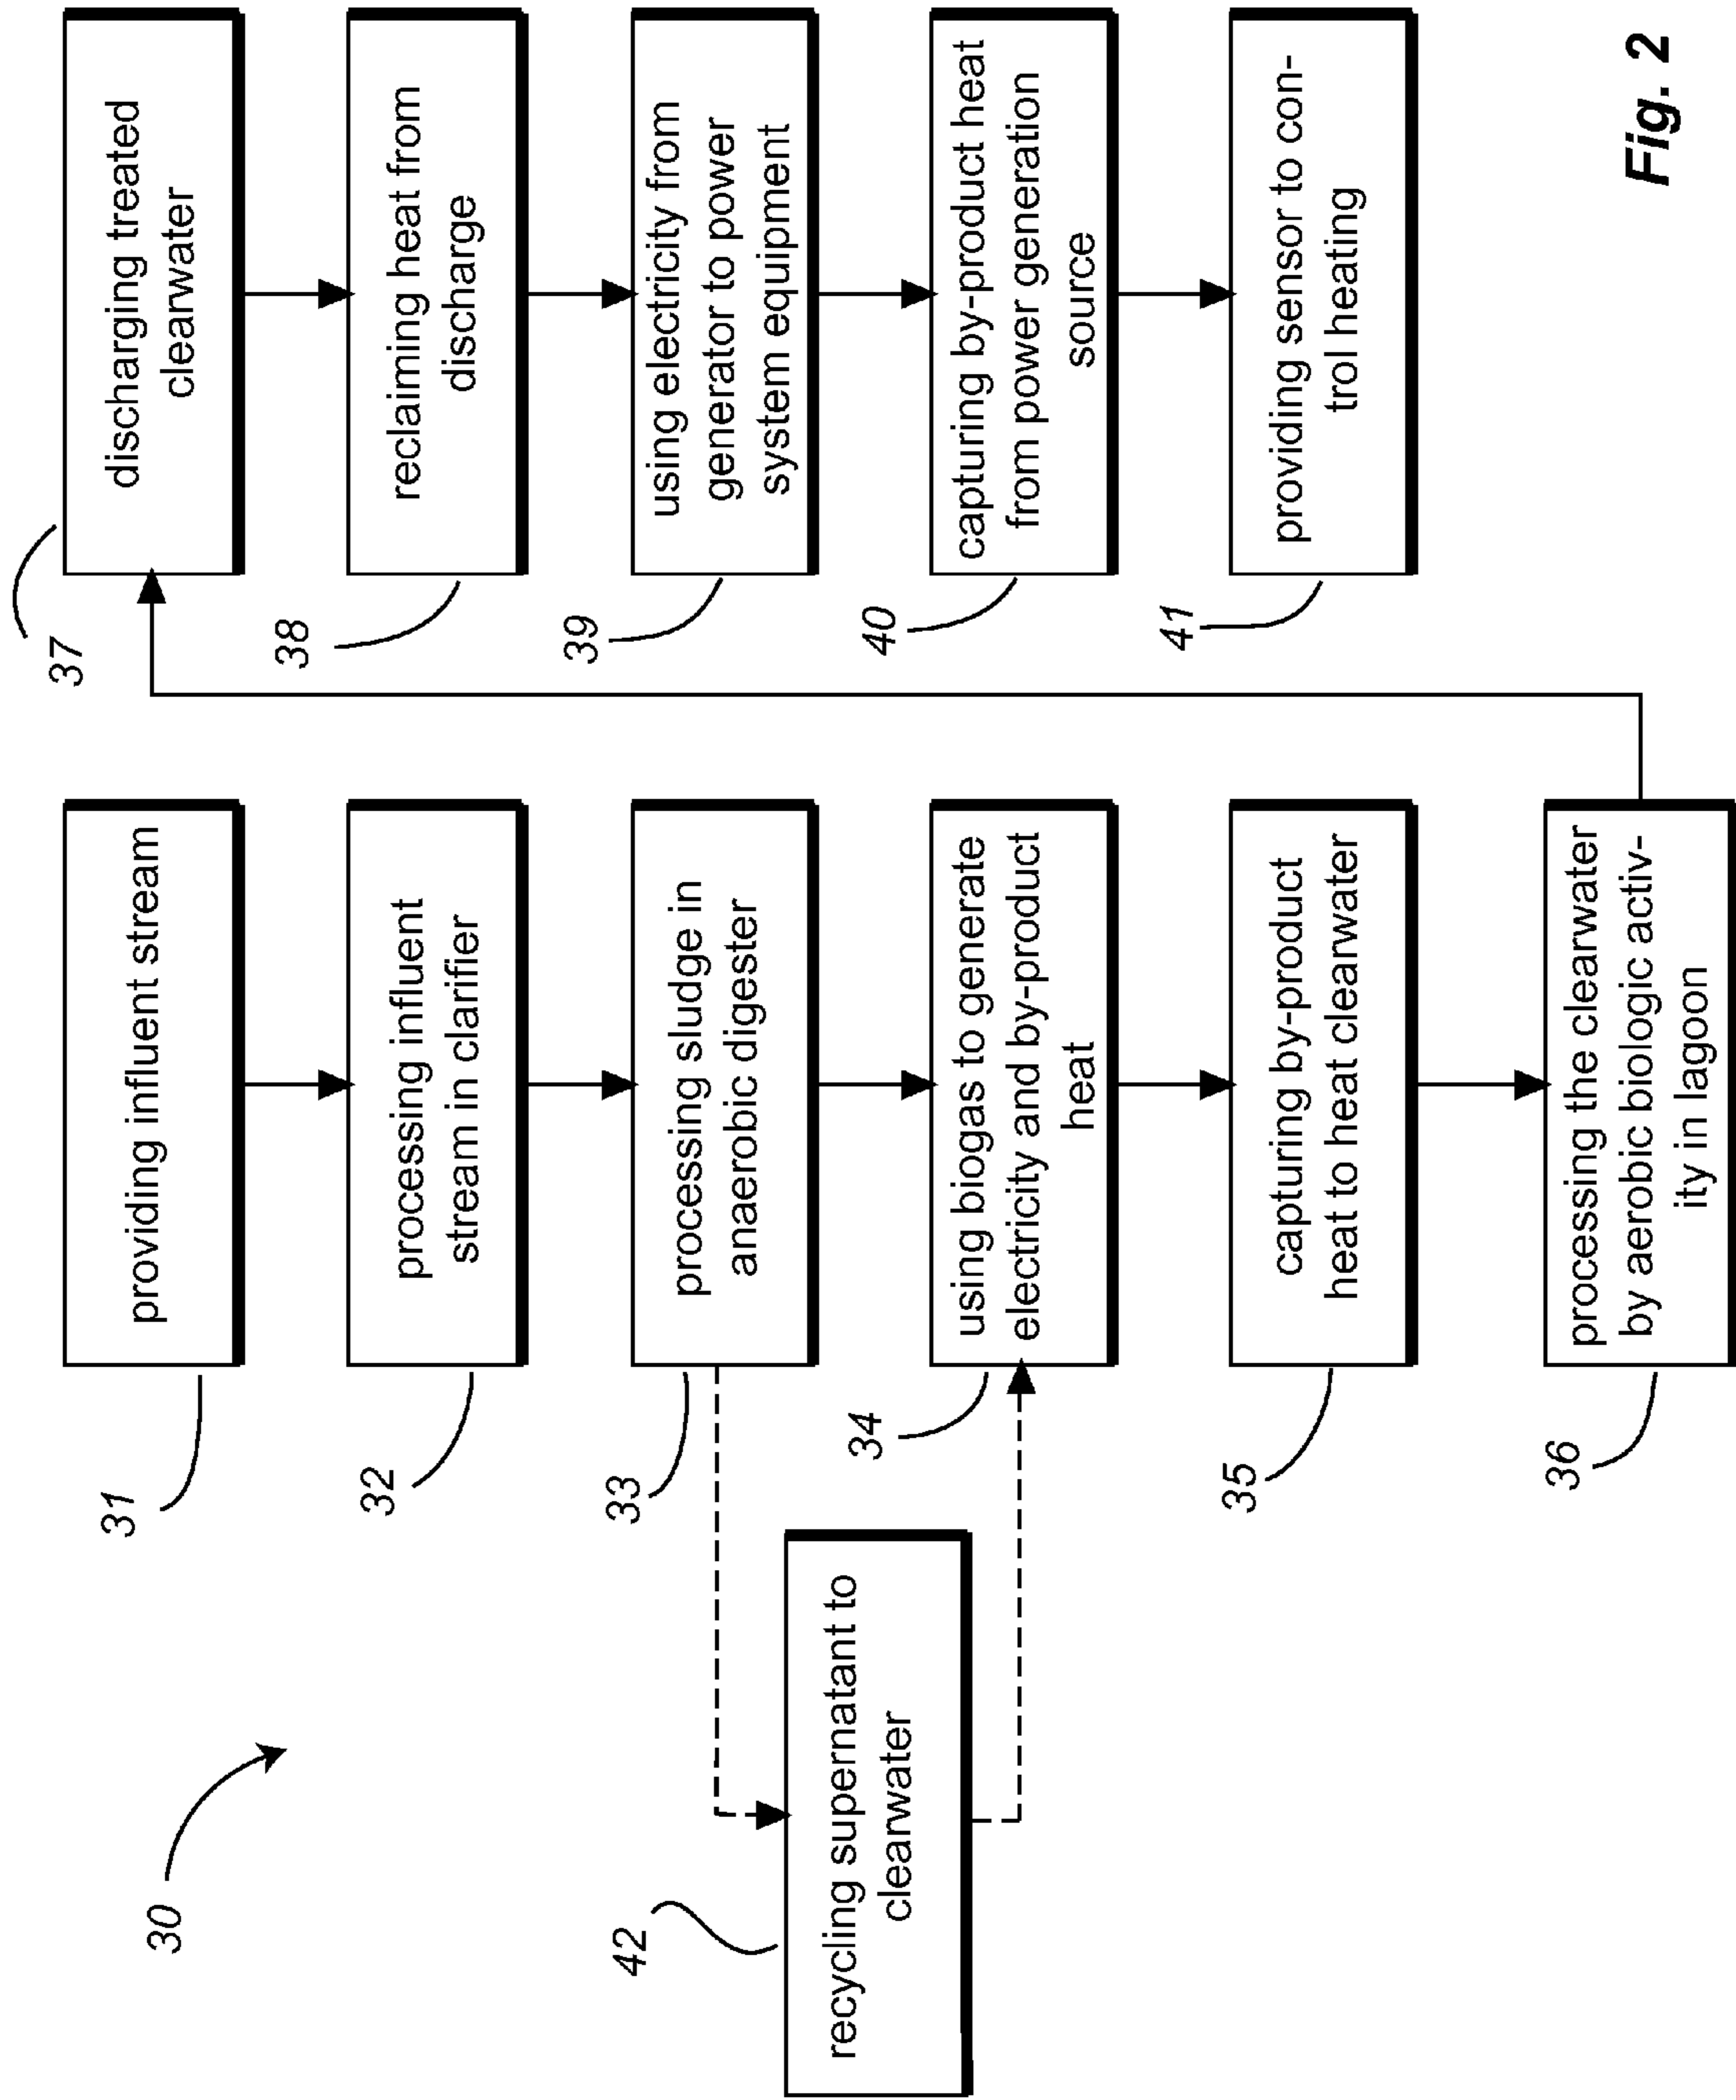 30
31
providing influent stream
32
processing influent
stream in clarifier
33
processing sludge in
anaerobic digester
42
recycling supernatant to
clearwater
34
using biogas to generate
electricity and by-product
heat
35
capturing by-product
heat to heat clearwater
36
processing the clearwater
by aerobic biologic activ-
ity in lagoon
37
discharging treated
clearwater
38
reclaiming heat from
discharge
39
using electricity from
generator to power
system equipment
40
capturing by-product heat
from power generation
source
41
providing sensor to con-
trol heating
Fig. 2